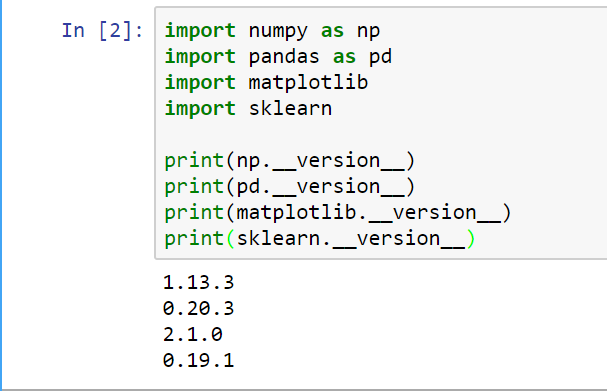 In [2]: import numpy as np
import pandas as pd
import matplotlib
import sklearn
print(np.__version__)
print(pd.__version__)
print(matplotlib.__version__)
print(sklearn.__version__)
1.13.3
0.20.3
2.1.0
0.19.1